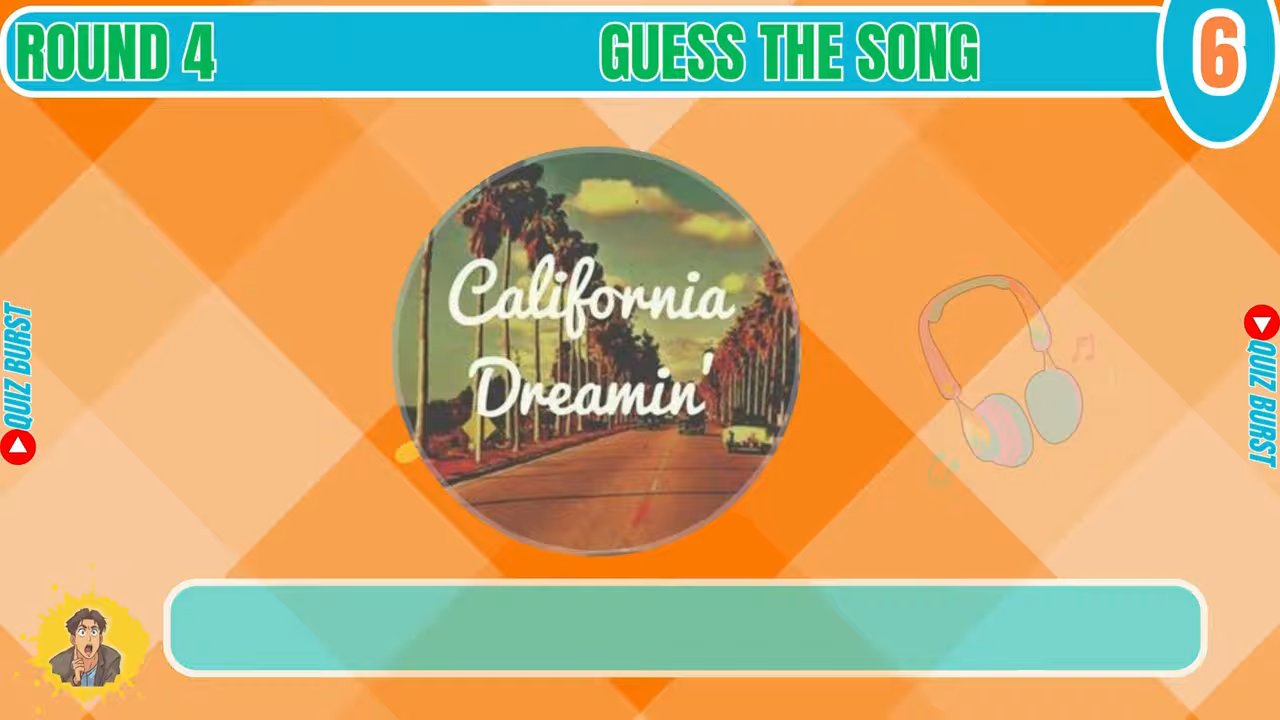 ROUND 4
GUESS THE SONG
6
California
Dreamin'
QUIZ BURST
QUIZ BURST